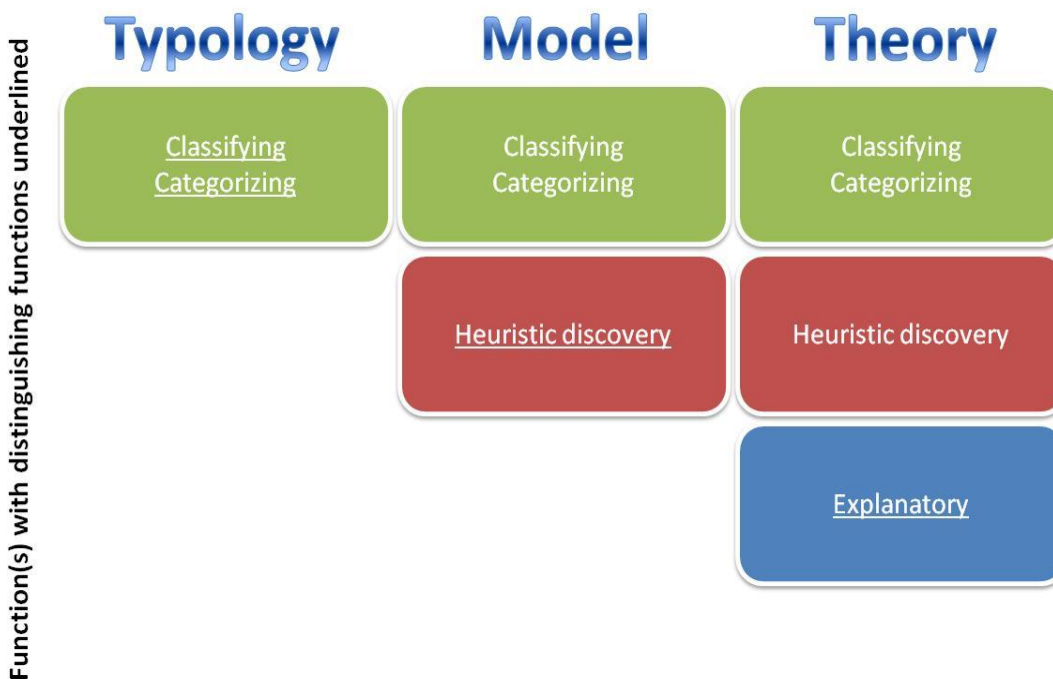 Function(s) with distinguishing functions underlined
Typology
Model
Theory
Classifying
Categorizing
Classifying
Categorizing
Classifying
Categorizing
Heuristic discovery
Heuristic discovery
Explanatory